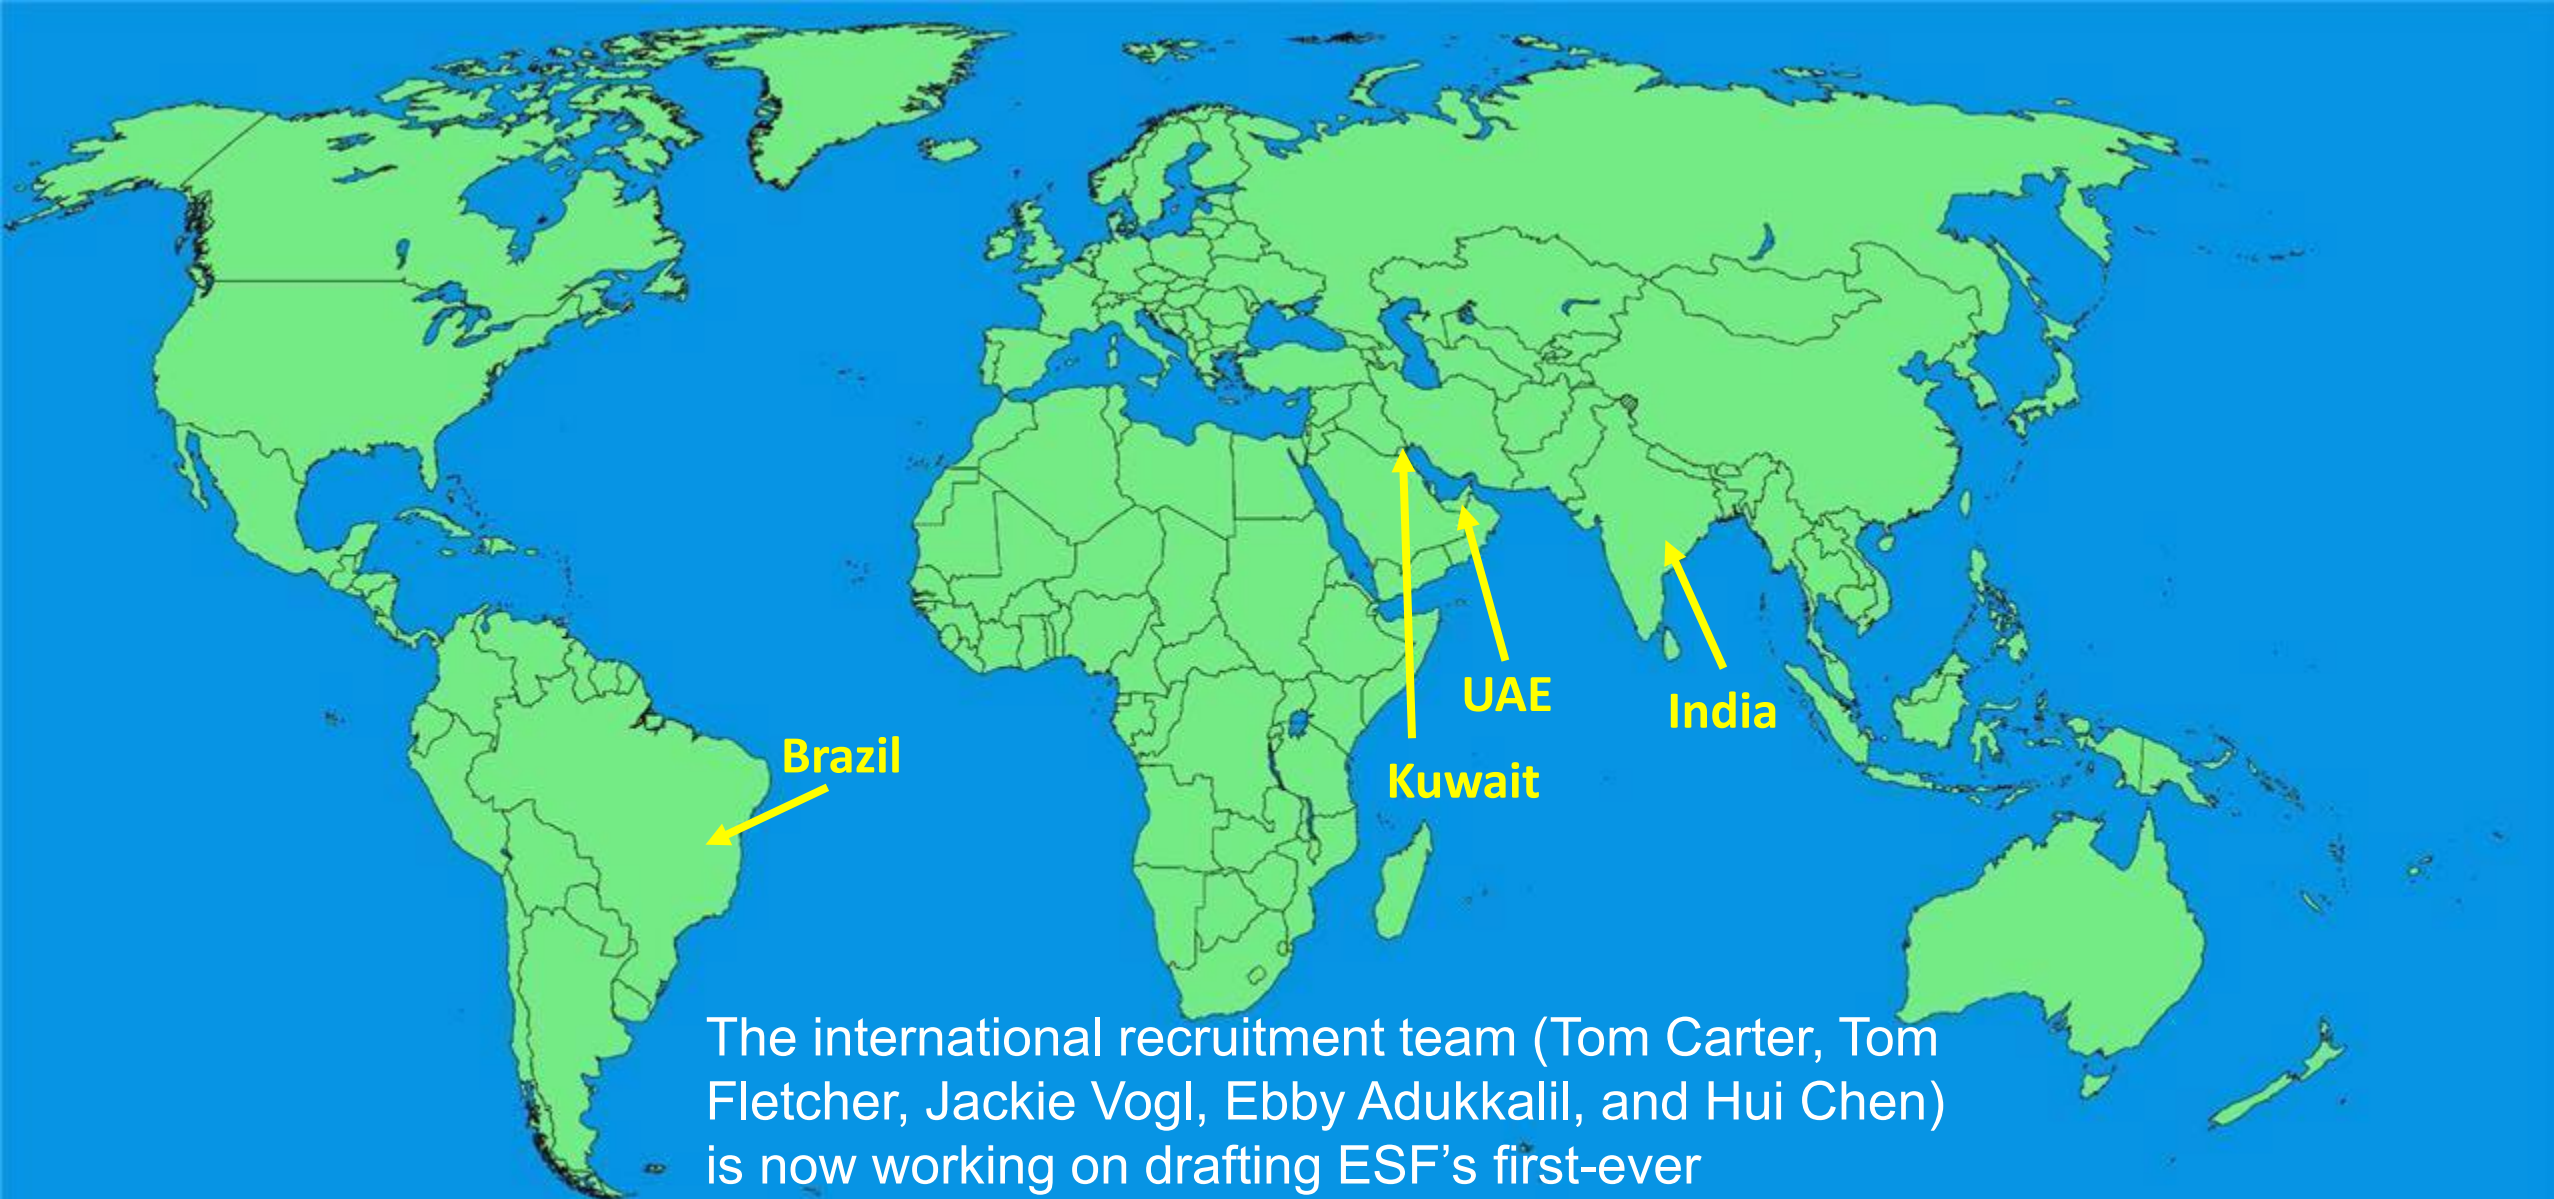 UAE
India
Brazil
Kuwait
The international recruitment team (Tom Carter, Tom
Fletcher, Jackie Vogl, Ebby Adukkalil, and Hui Chen)
is now working on drafting ESF’s first-ever